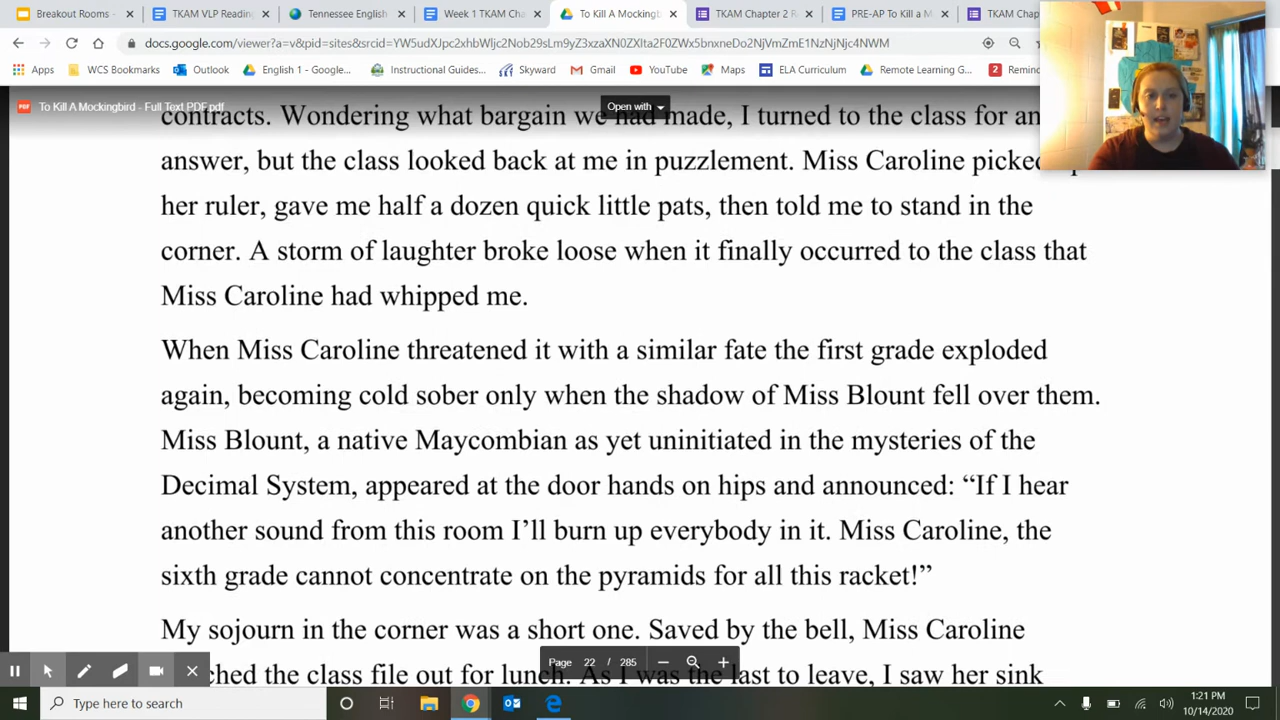 Breakout Rooms -
TKAM VLP Reading
Tennessee English
Week 1 TKAM Cha
To Kill A Mockingb
TKAM Chapter 2 R
PRE-AP To Kill a M
TKAM Chap
Apps
WCS Bookmarks
Outlook
English 1 - Google...
Instructional Guides...
Skyward
Gmail
YouTube
Maps
ELA Curriculum
Remote Learning G...
Remin
To Kill A Mockingbird - Full Text PDF.pdf
Open with
contracts. Wondering what bargain we had made, I turned to the class for an
answer, but the class looked back at me in puzzlement. Miss Caroline picked
her ruler, gave me half a dozen quick little pats, then told me to stand in the
corner. A storm of laughter broke loose when it finally occurred to the class that
Miss Caroline had whipped me.
When Miss Caroline threatened it with a similar fate the first grade exploded
again, becoming cold sober only when the shadow of Miss Blount fell over them.
Miss Blount, a native Maycombian as yet uninitiated in the mysteries of the
Decimal System, appeared at the door hands on hips and announced: “If I hear
another sound from this room I’ll burn up everybody in it. Miss Caroline, the
sixth grade cannot concentrate on the pyramids for all this racket!”
My sojourn in the corner was a short one. Saved by the bell, Miss Caroline
ched the class file out for lunch. As I was the last to leave, I saw her sink
Page 22 / 285
Type here to search
1:21 PM
10/14/2020